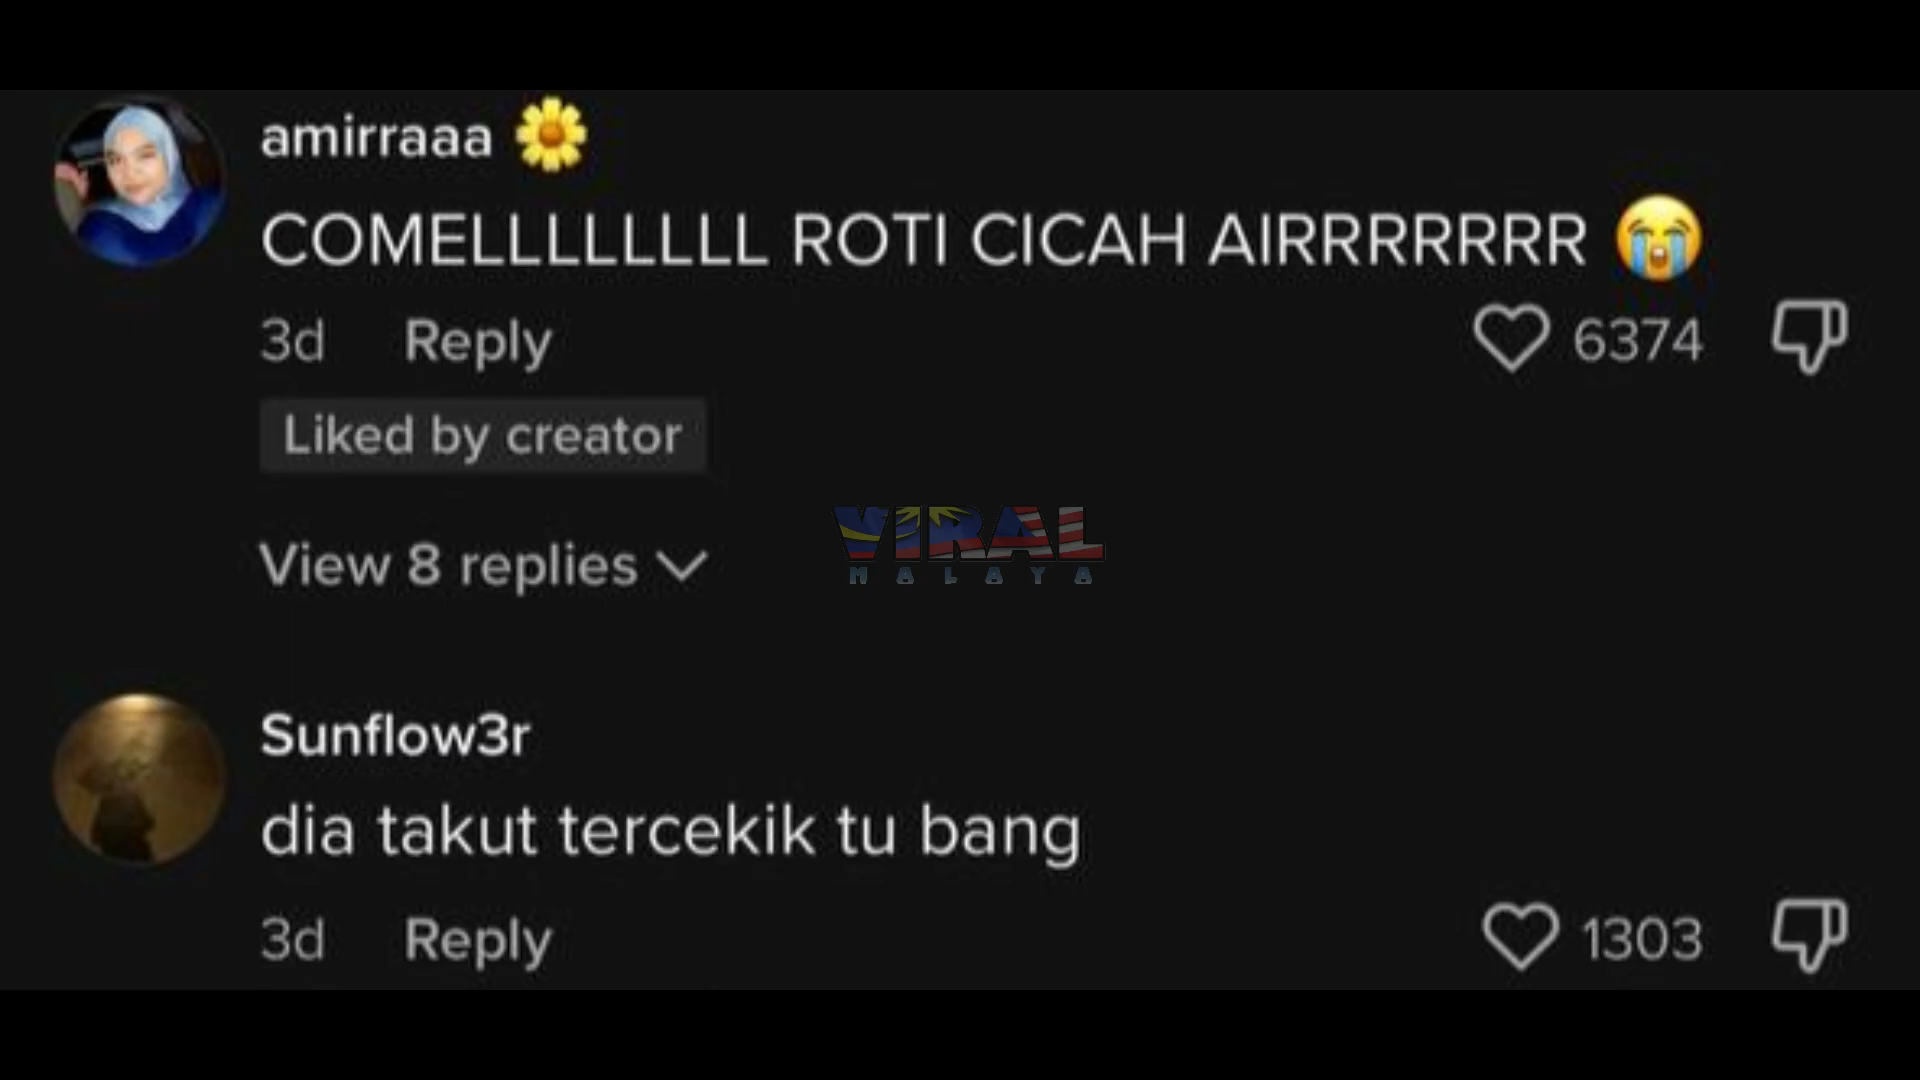 amirraaa 🌼
COMELLLLLLLL ROTI CICAH AIRRRRRRR 😭
3d Reply 6374
Liked by creator
View 8 replies
VIRAL
MALAYA
Sunflow3r
dia takut tercekik tu bang
3d Reply 1303